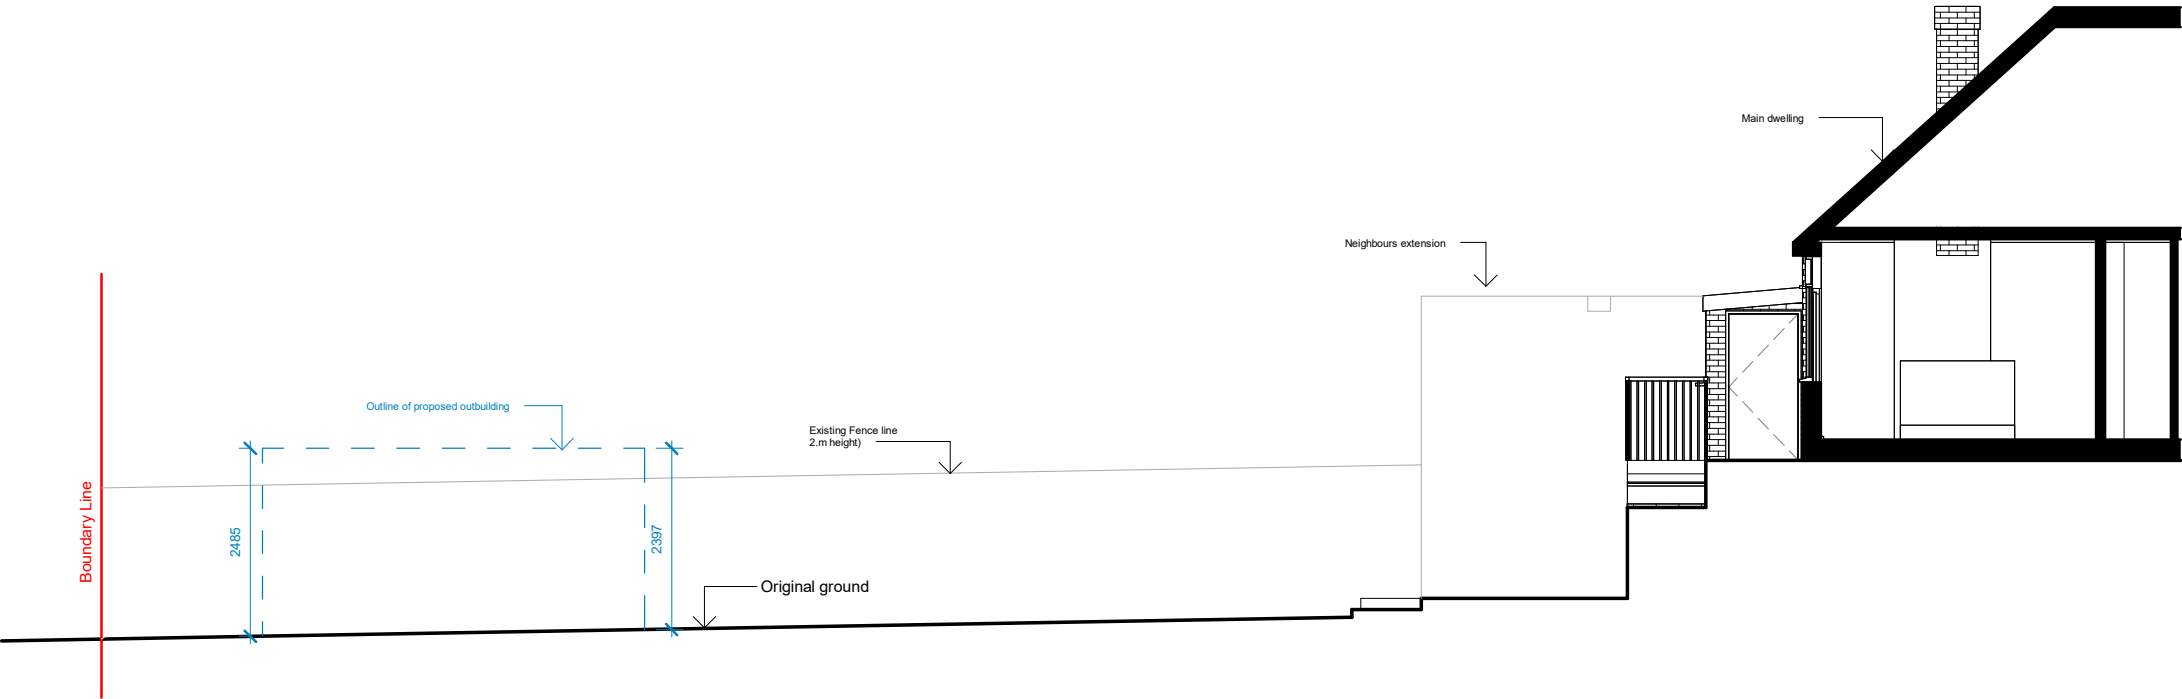 Main dwelling
Neighbours extension
Outline of proposed outbuilding
Existing Fence line
2.m height)
Boundary Line
2485
2397
Original ground